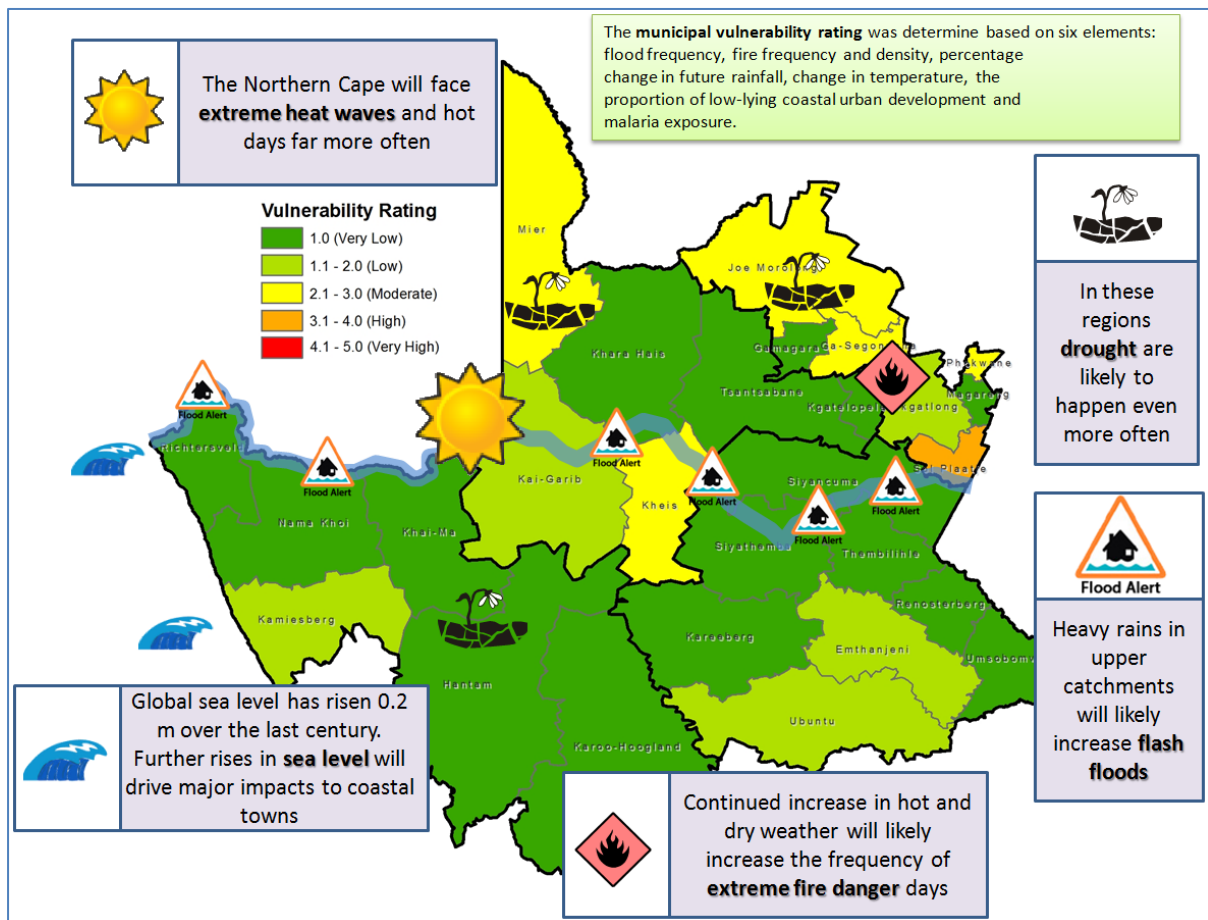 The Northern Cape will face
extreme heat waves and hot
days far more often
The municipal vulnerability rating was determine based on six elements:
flood frequency, fire frequency and density, percentage
change in future rainfall, change in temperature, the
proportion of low-lying coastal urban development and
malaria exposure.
Vulnerability Rating
1.0 (Very Low)
1.1 - 2.0 (Low)
2.1 - 3.0 (Moderate)
3.1 - 4.0 (High)
4.1 - 5.0 (Very High)
Mier
Joe Morolong
Khara Hais
Gamagara
Tsantsabane
Magareng
Flood Alert
Richtersveld
Flood Alert
Nama Khoi
Khai-Ma
Kai-Garib
Flood Alert
Kheis
Flood Alert
Siyancuma
Flood Alert
Flood Alert
Sol Plaatje
Siyathemba
Thembilihle
Kamiesberg
Kareeberg
Renosterberg
Emthanjeni
Hantam
Ubuntu
Karoo-Hoogland
In these
regions
drought are
likely to
happen even
more often
Flood Alert
Heavy rains in
upper
catchments
will likely
increase flash
floods
Global sea level has risen 0.2
m over the last century.
Further rises in sea level will
drive major impacts to coastal
towns
Continued increase in hot and
dry weather will likely
increase the frequency of
extreme fire danger days